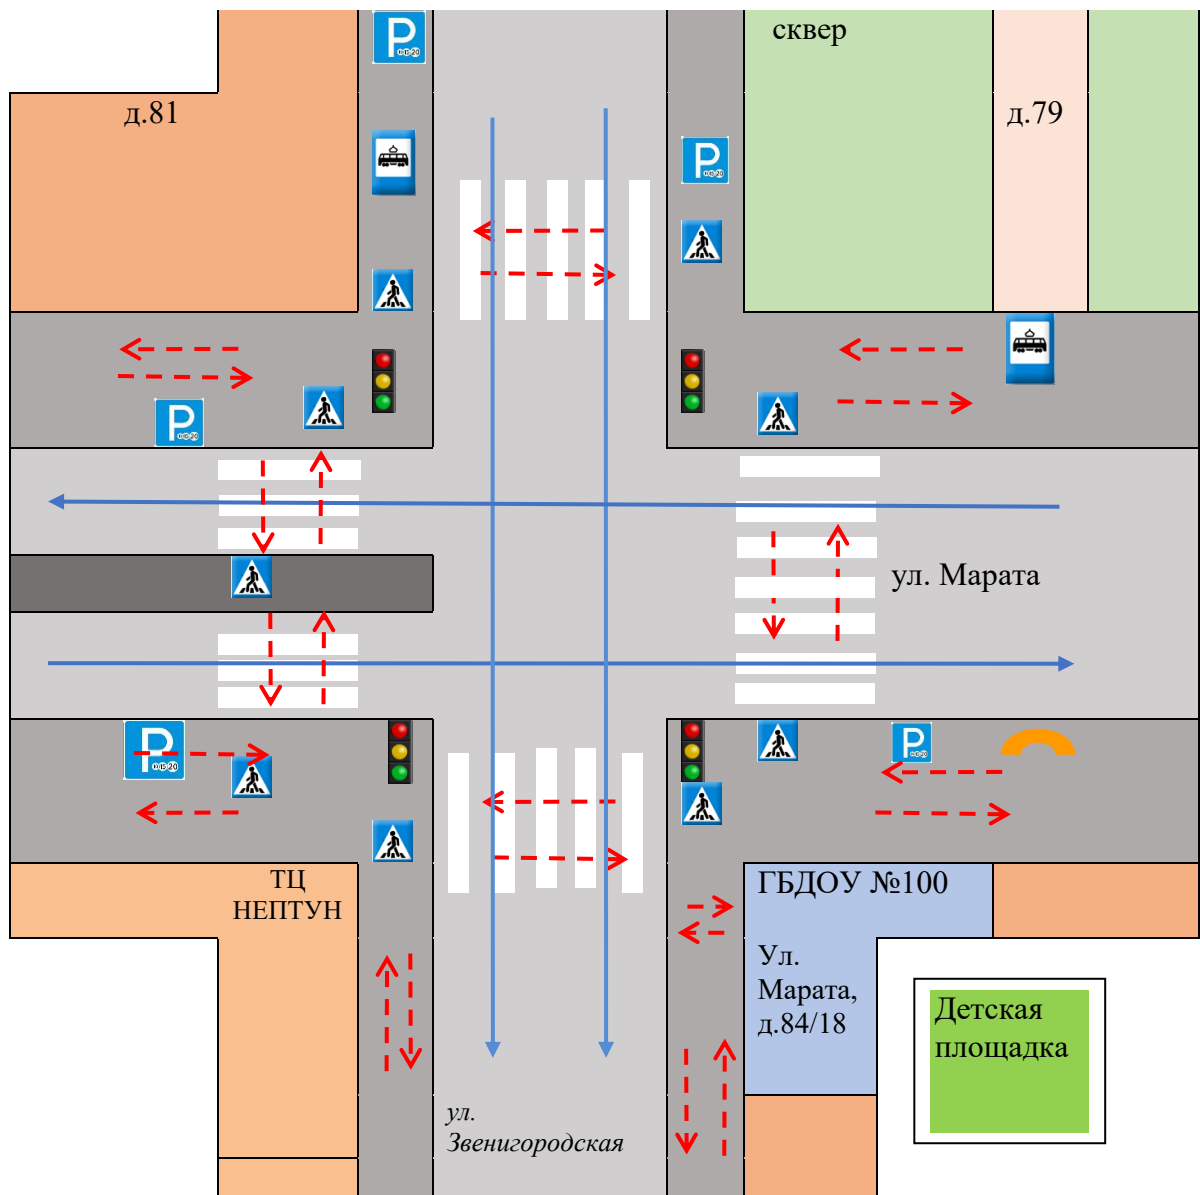 P
сквер
д.81
д.79
P
P
ул. Марата
P
P
ТЦ
НЕПТУН
ГБДОУ №100
Ул.
Марата,
д.84/18
Детская
площадка
ул.
Звенигородская